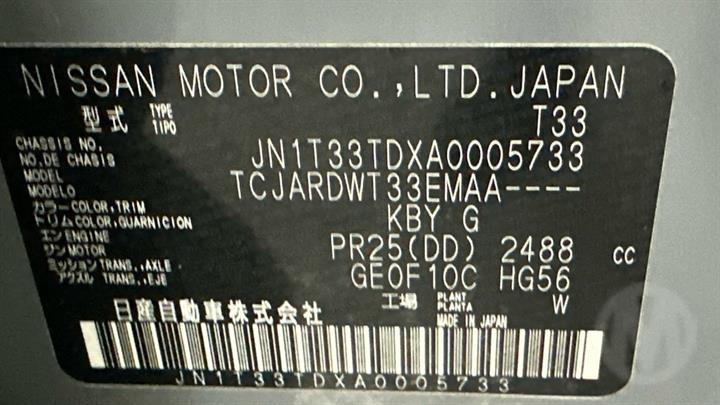 NISSAN MOTOR CO.,LTD.JAPAN
型式 TYPE TIPO T33
CHASSIS NO. NO.DE CHASSIS JN1T33TDXA0005733
MODEL MODELO TCJARDWT33EMAA----
カラー COLOR,TRIM
トリム COLOR,GUARNICION KBY G
エン ENGINE
ジン MOTOR PR25(DD) 2488 CC
ミッション TRANS.,AXLE
アクスル TRANS.,EJE GE0F10C HG56
工場 PLANT PLANTA W
日産自動車株式会社 MADE IN JAPAN
JN1T33TDXA0005733